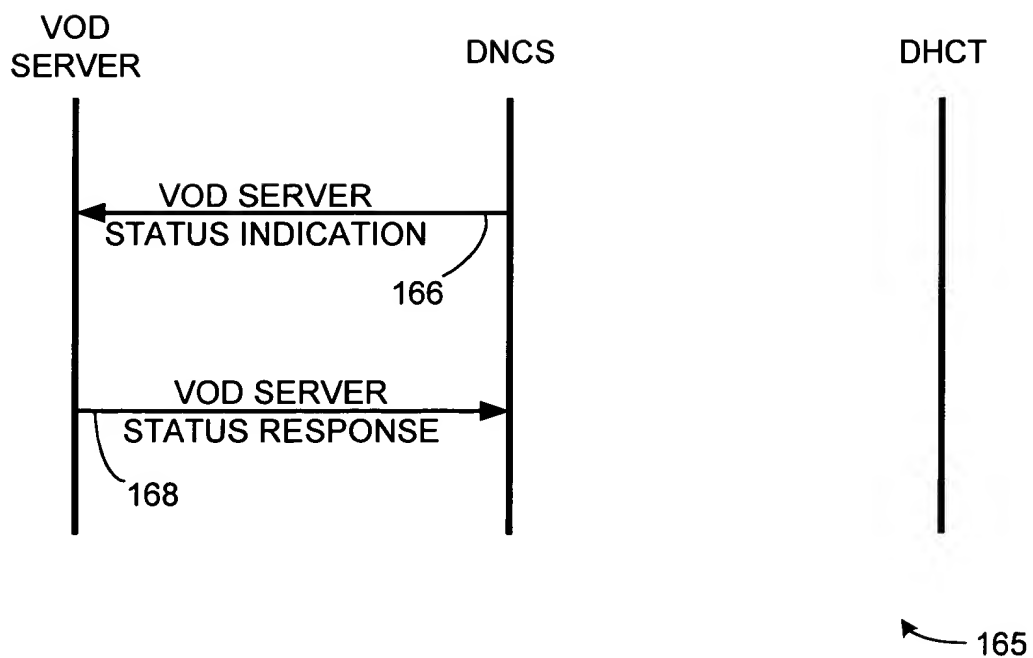 VOD
SERVER
DNCS
DHCT
VOD SERVER
STATUS INDICATION
166
VOD SERVER
STATUS RESPONSE
168
165